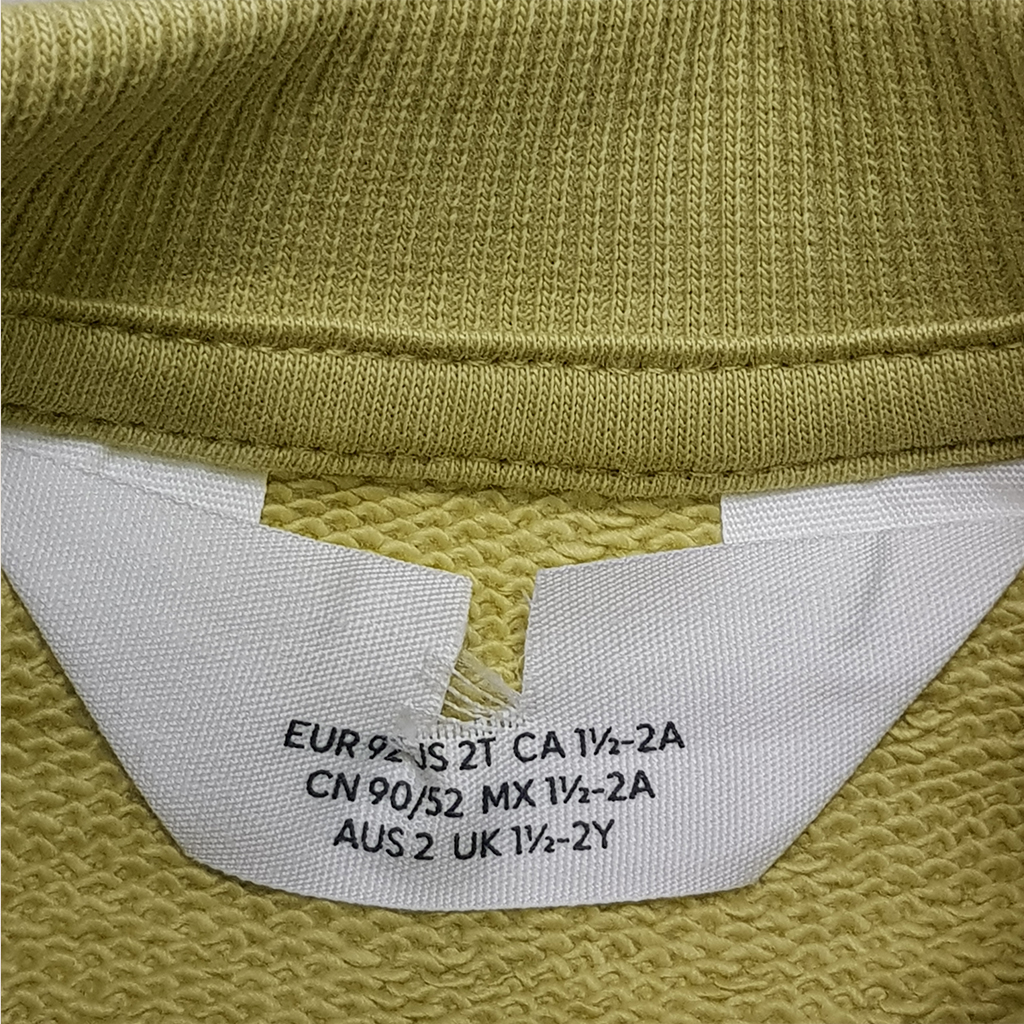 EUR 92 US 2T CA 1½-2A
CN 90/52 MX 1½-2A
AUS 2 UK 1½-2Y